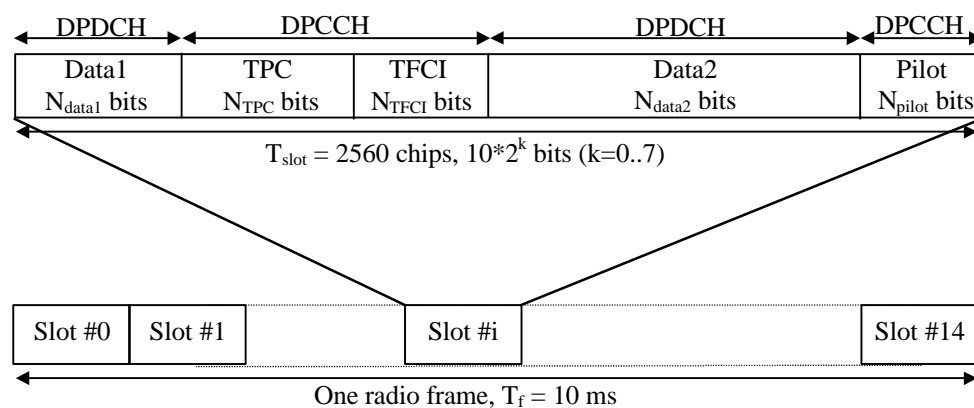 DPDCH DPCCH DPDCH DPCCH
Data1 TPC TFCI Data2 Pilot
N_data1 bits N_TPC bits N_TFCI bits N_data2 bits N_pilot bits
T_slot = 2560 chips, 10*2^k bits (k=0..7)
Slot #0 Slot #1 Slot #i Slot #14
One radio frame, T_f = 10 ms